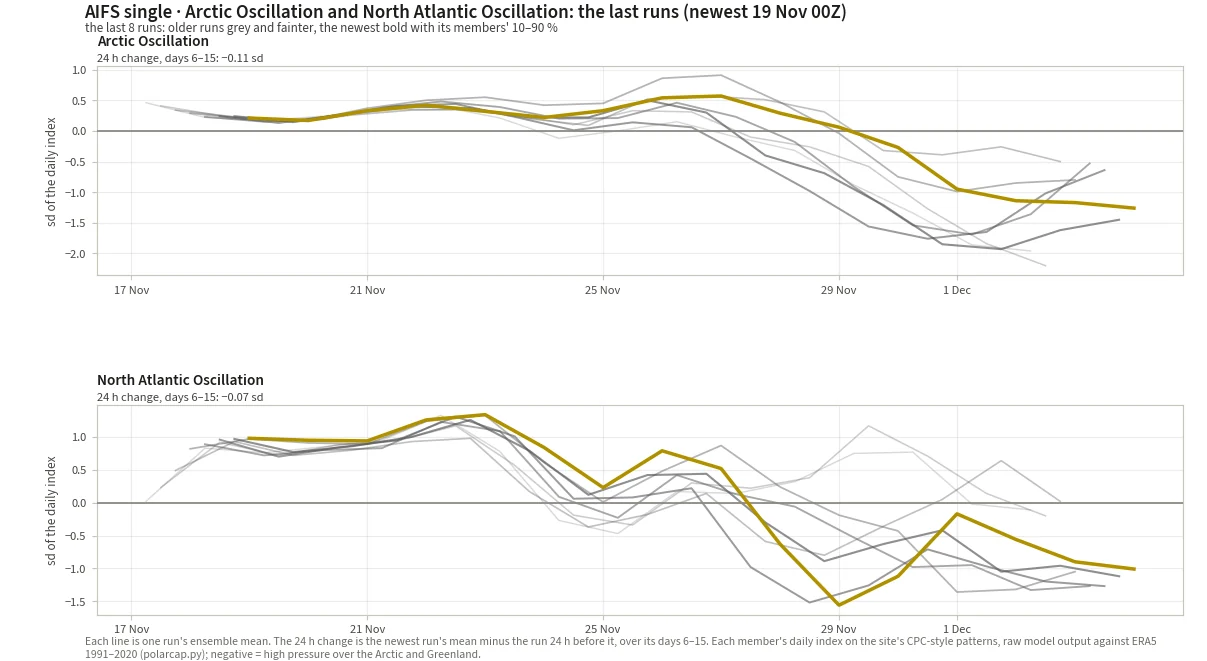 AIFS single · Arctic Oscillation and North Atlantic Oscillation: the last runs (newest 19 Nov 00Z)
the last 8 runs: older runs grey and fainter, the newest bold with its members' 10–90 %
Arctic Oscillation
24 h change, days 6–15: −0.11 sd
sd of the daily index
1.0
0.5
0.0
−0.5
−1.0
−1.5
−2.0
17 Nov
21 Nov
25 Nov
29 Nov
1 Dec
North Atlantic Oscillation
24 h change, days 6–15: −0.07 sd
sd of the daily index
1.0
0.5
0.0
−0.5
−1.0
−1.5
17 Nov
21 Nov
25 Nov
29 Nov
1 Dec
Each line is one run's ensemble mean. The 24 h change is the newest run's mean minus the run 24 h before it, over its days 6–15. Each member's daily index on the site's CPC-style patterns, raw model output against ERA5
1991–2020 (polarcap.py); negative = high pressure over the Arctic and Greenland.